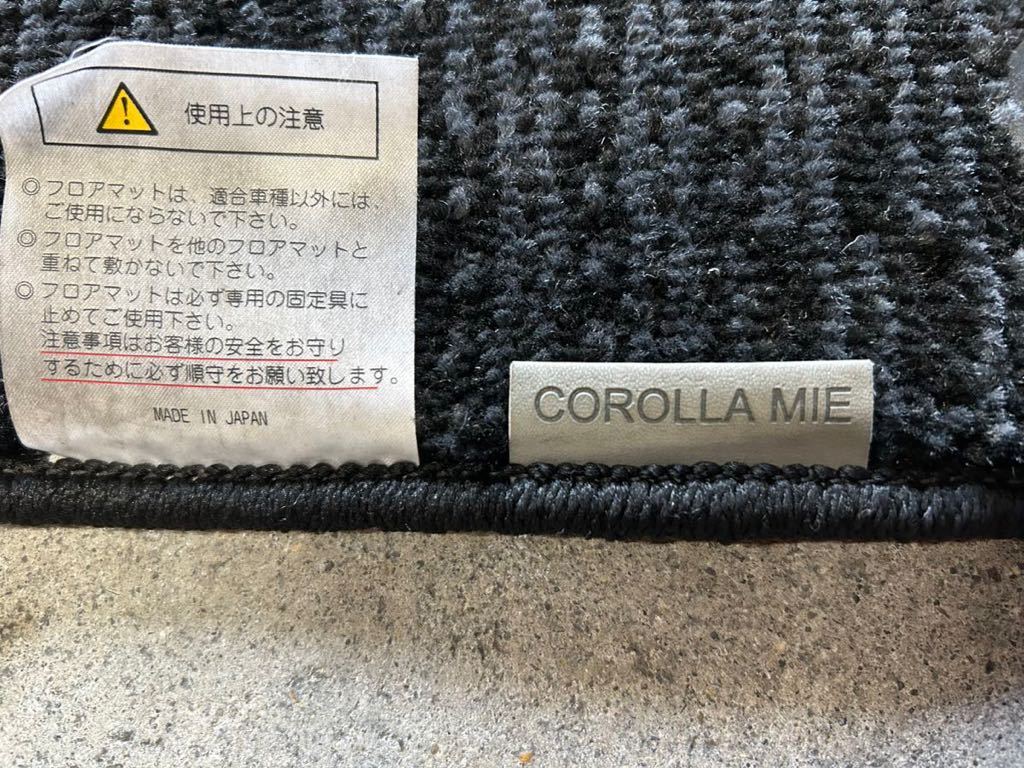 使用上の注意
◎フロアマットは、適合車種以外には、
ご使用にならないで下さい。
◎フロアマットを他のフロアマットと
重ねて敷かないで下さい。
◎フロアマットは必ず専用の固定具に
止めてご使用下さい。
注意事項はお客様の安全をお守り
するために必ず順守をお願い致します。
MADE IN JAPAN
COROLLA MIE